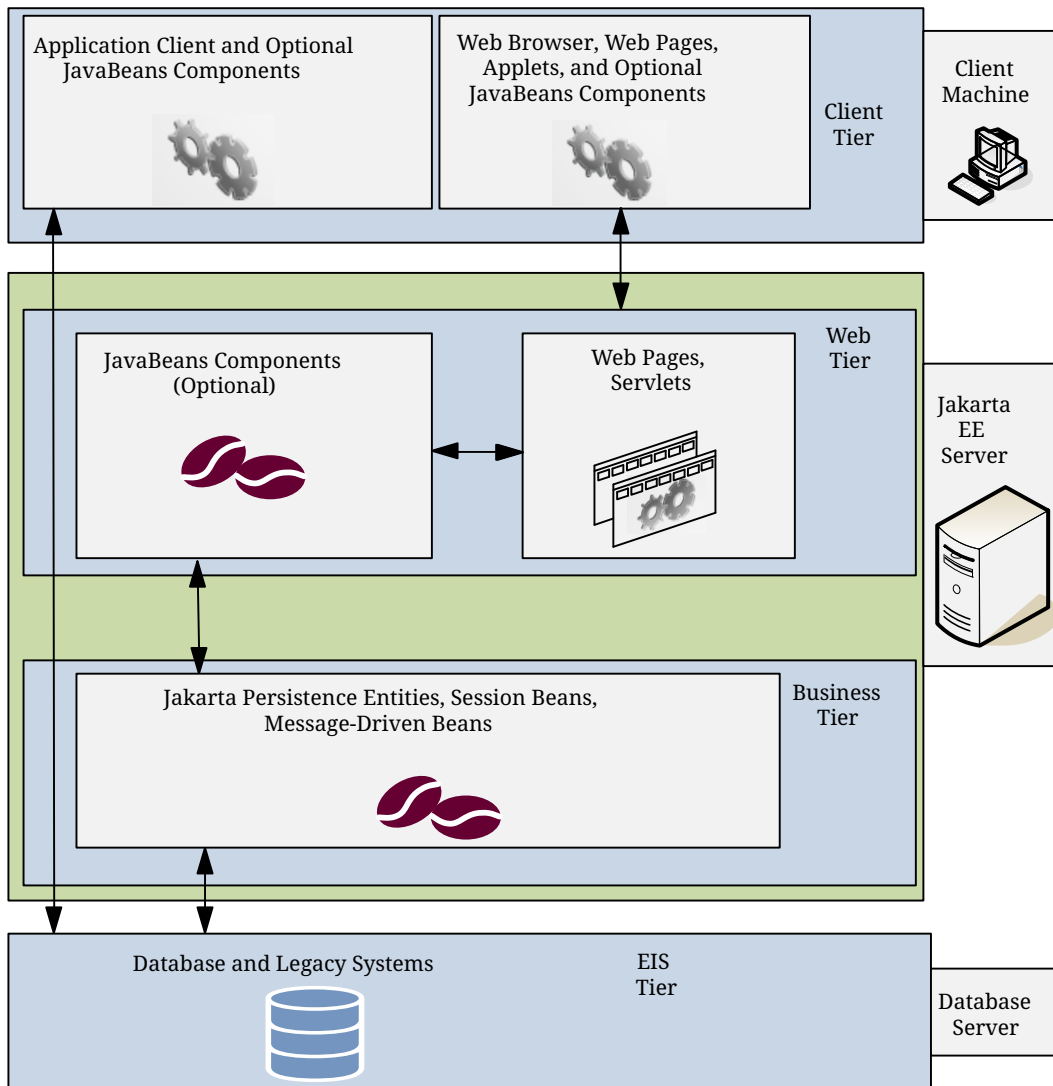 Application Client and Optional
JavaBeans Components
Web Browser, Web Pages,
Applets, and Optional
JavaBeans Components
Client
Tier
Client
Machine
JavaBeans Components
(Optional)
Web Pages,
Servlets
Web
Tier
Jakarta
EE
Server
Jakarta Persistence Entities, Session Beans,
Message-Driven Beans
Business
Tier
Database and Legacy Systems
EIS
Tier
Database
Server